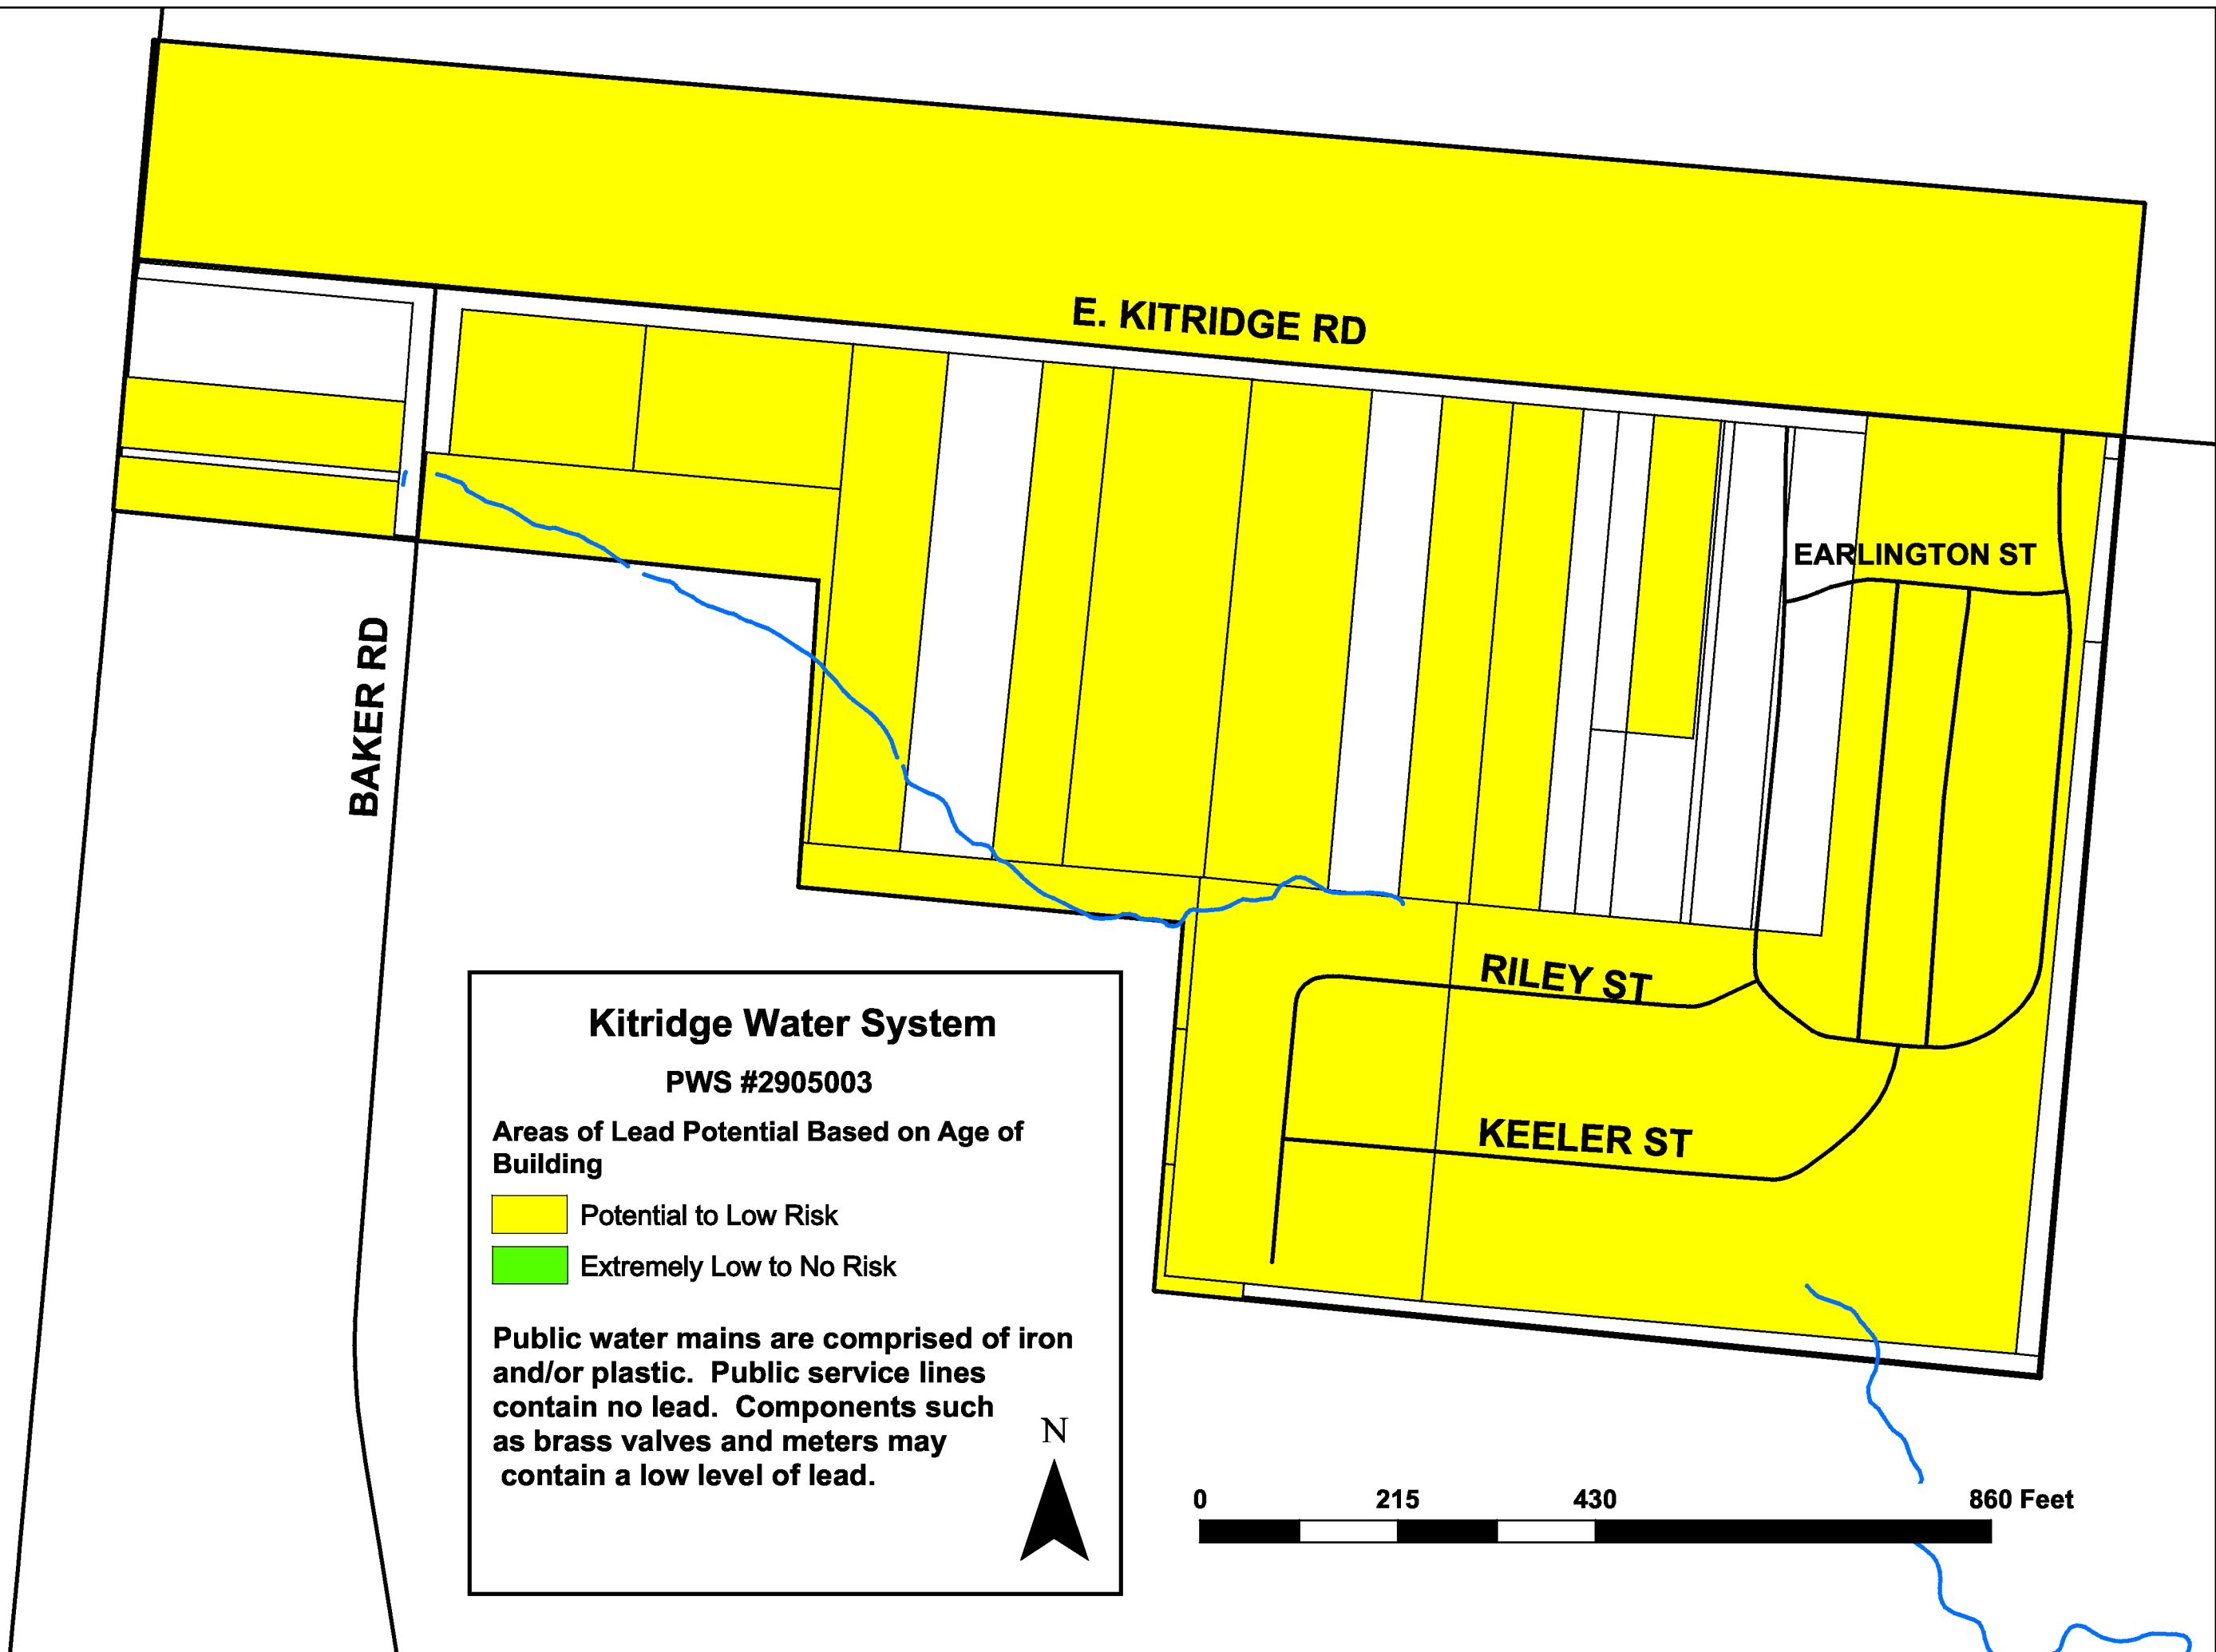 E. KITRIDGE RD
EARLINGTON ST
BAKER RD
RILEY ST
KEELER ST
Kitridge Water System
PWS #2905003
Areas of Lead Potential Based on Age of
Building
Potential to Low Risk
Extremely Low to No Risk
Public water mains are comprised of iron
and/or plastic. Public service lines
contain no lead. Components such
as brass valves and meters may
contain a low level of lead.
N
0 215 430 860 Feet